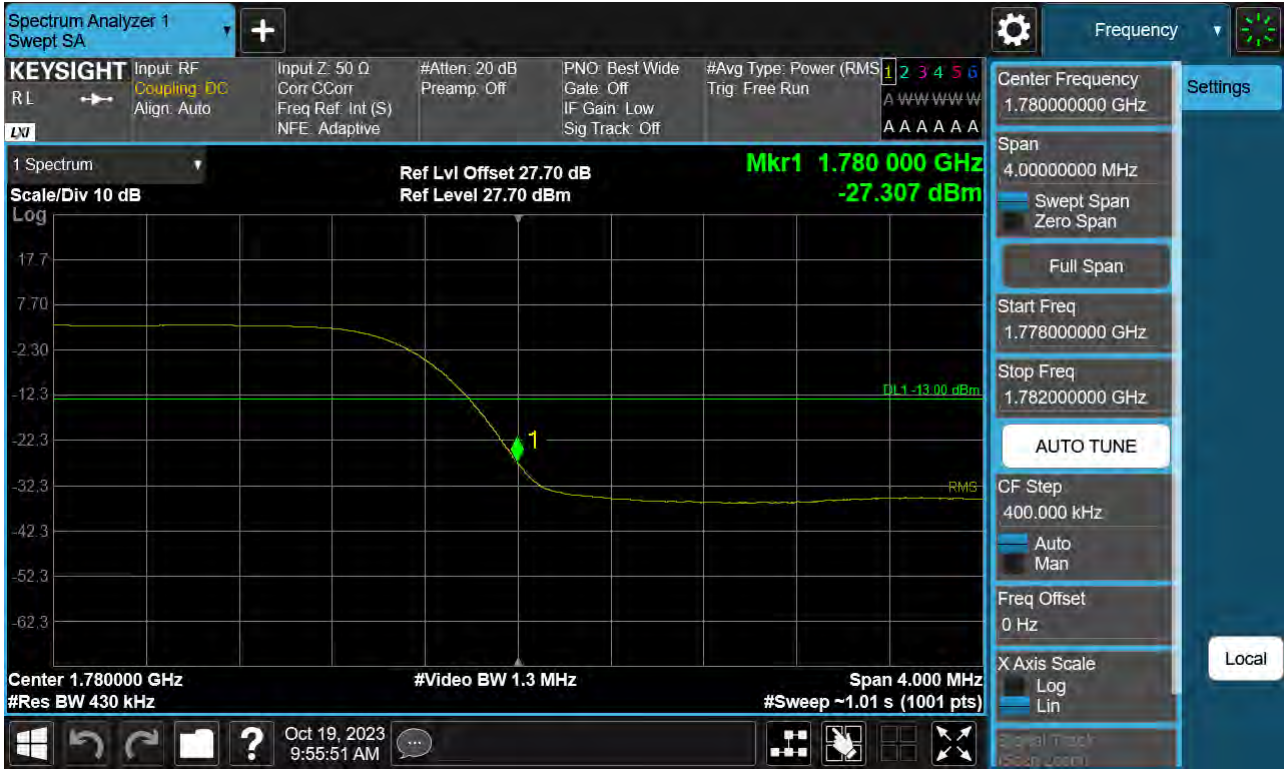 Spectrum Analyzer 1
Swept SA
+
Frequency
KEYSIGHT
R L
LXI
Input: RF
Coupling: DC
Align: Auto
Input Z: 50 Ω
Corr CCorr
Freq Ref: Int (S)
NFE: Adaptive
#Atten: 20 dB
Preamp: Off
PNO: Best Wide
Gate: Off
IF Gain: Low
Sig Track: Off
#Avg Type: Power (RMS
Trig: Free Run
1 2 3 4 5 6
A W W W W W
A A A A A A
1 Spectrum
Scale/Div 10 dB
Log
Ref Lvl Offset 27.70 dB
Ref Level 27.70 dBm
Mkr1 1.780 000 GHz
-27.307 dBm
17.7
7.70
-2.30
-12.3
-22.3
-32.3
-42.3
-52.3
-62.3
DL1 -13.00 dBm
1
RMS
Center 1.780000 GHz
#Res BW 430 kHz
#Video BW 1.3 MHz
Span 4.000 MHz
#Sweep ~1.01 s (1001 pts)
Center Frequency
1.780000000 GHz
Span
4.00000000 MHz
Swept Span
Zero Span
Full Span
Start Freq
1.778000000 GHz
Stop Freq
1.782000000 GHz
AUTO TUNE
CF Step
400.000 kHz
Auto
Man
Freq Offset
0 Hz
X Axis Scale
Log
Lin
Signal Track
(Span Zoom)
Settings
Local
?
Oct 19, 2023
9:55:51 AM